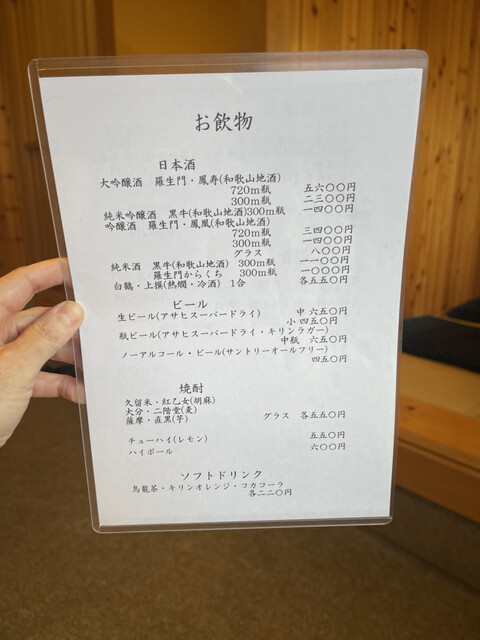 お飲物
日本酒
大吟醸酒 羅生門・鳳寿(和歌山地酒)
720m瓶 五六〇〇円
300m瓶 二三〇〇円
純米吟醸酒 黒牛(和歌山地酒)300m瓶 一四〇〇円
吟醸酒 羅生門・鳳凰(和歌山地酒)
720m瓶 三四〇〇円
300m瓶 一四〇〇円
グラス 八〇〇円
純米酒 黒牛(和歌山地酒) 300m瓶 一一〇〇円
羅生門からくち 300m瓶 一〇〇〇円
白鶴・上撰(熱燗・冷酒) 1合 各五五〇円
ビール
生ビール(アサヒスーパードライ) 中 六五〇円
小 四五〇円
瓶ビール(アサヒスーパードライ・キリンラガー)
中瓶 六五〇円
ノーアルコール・ビール(サントリーオールフリー)
四五〇円
焼酎
久留米・紅乙女(胡麻)
大分・二階堂(麦) グラス 各五五〇円
薩摩・直黒(芋)
チューハイ(レモン) 五五〇円
ハイボール 六〇〇円
ソフトドリンク
烏龍茶・キリンオレンジ・コカコーラ
各二二〇円